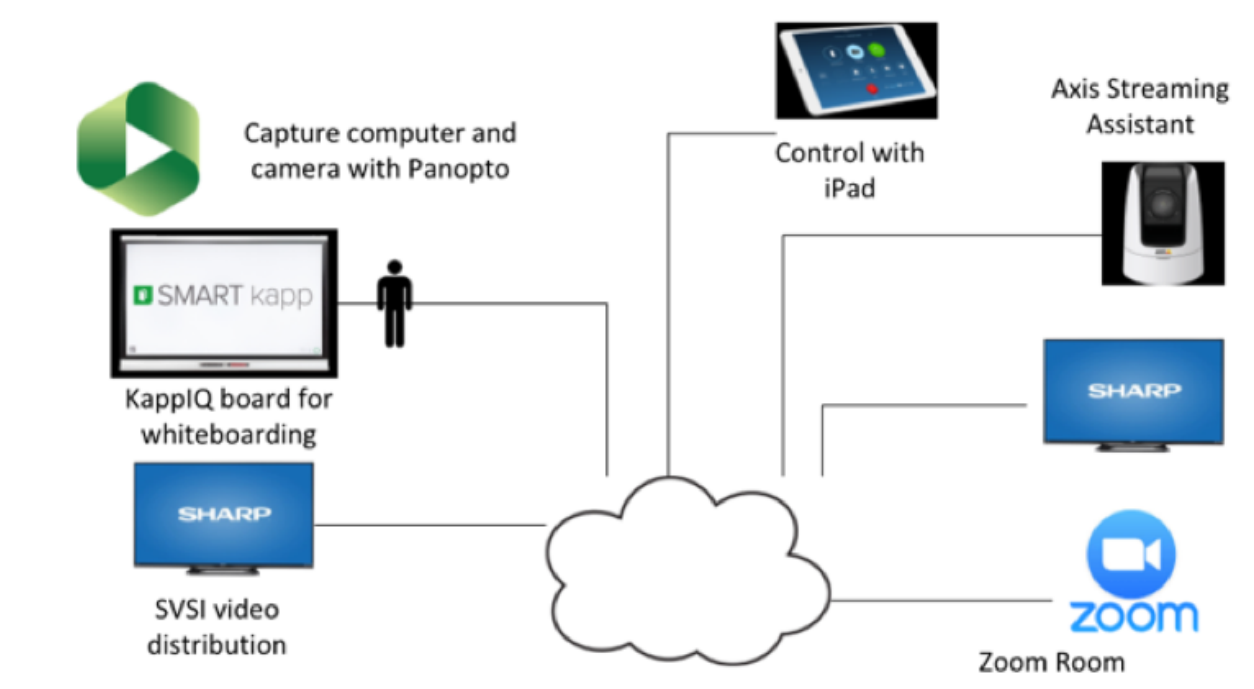 Capture computer and
camera with Panopto
SMART kapp
KappIQ board for
whiteboarding
SHARP
SVSI video
distribution
Control with
iPad
Axis Streaming
Assistant
SHARP
zoom
Zoom Room